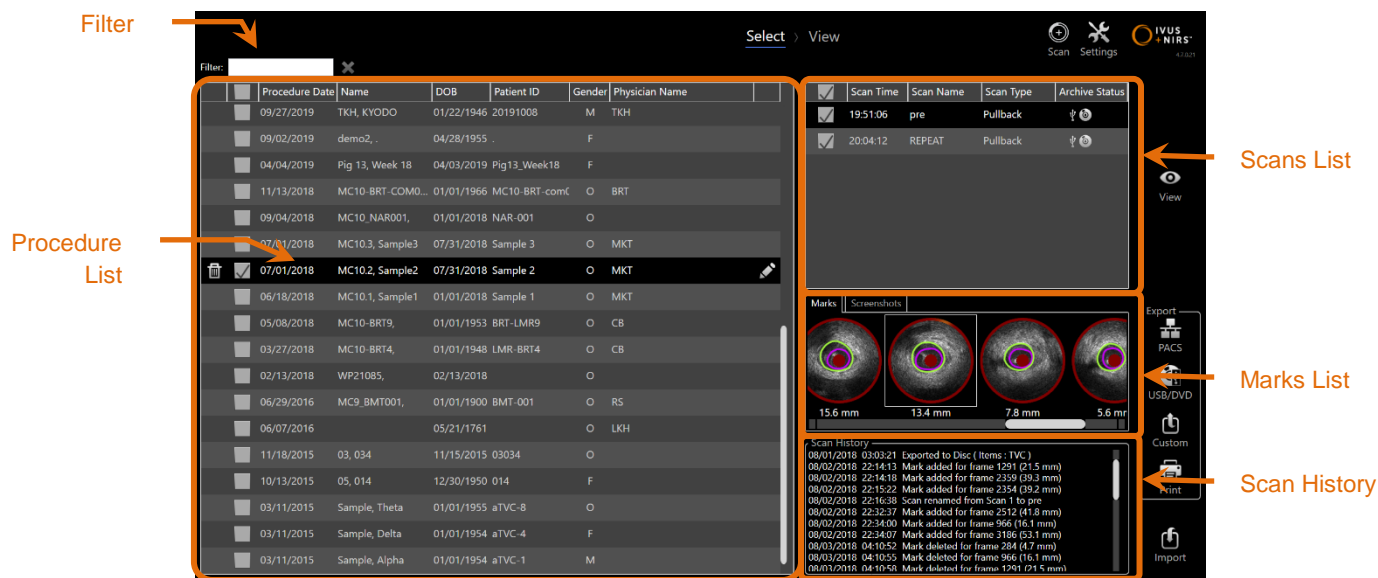 Filter
Select > View
Scan
Settings
IVUS
+NIRS
4.7.0.21
Filter:
Procedure Date Name DOB Patient ID Gender Physician Name
09/27/2019 TKH, KYODO 01/22/1946 20191008 M TKH
09/02/2019 demo2, . 04/28/1955 . F
04/04/2019 Pig 13, Week 18 04/03/2019 Pig13_Week18 F
11/13/2018 MC10-BRT-COM0... 01/01/1966 MC10-BRT-com0 O BRT
09/04/2018 MC10_NAR001, 01/01/2018 NAR-001 O
07/01/2018 MC10.3, Sample3 07/31/2018 Sample 3 O MKT
07/01/2018 MC10.2, Sample2 07/31/2018 Sample 2 O MKT
06/18/2018 MC10.1, Sample1 01/01/2018 Sample 1 O MKT
05/08/2018 MC10-BRT9, 01/01/1953 BRT-LMR9 O CB
03/27/2018 MC10-BRT4, 01/01/1948 LMR-BRT4 O CB
02/13/2018 WP21085, 02/13/2018 O
06/29/2016 MC9_BMT001, 01/01/1900 BMT-001 O RS
06/07/2016 05/21/1761 O LKH
11/18/2015 03, 034 11/15/2015 03034 O
10/13/2015 05, 014 12/30/1950 014 F
03/11/2015 Sample, Theta 01/01/1955 aTVC-8 O
03/11/2015 Sample, Delta 01/01/1954 aTVC-4 F
03/11/2015 Sample, Alpha 01/01/1954 aTVC-1 M
Procedure
List
Scan Time Scan Name Scan Type Archive Status
19:51:06 pre Pullback
20:04:12 REPEAT Pullback
Scans List
View
Marks Screenshots
15.6 mm 13.4 mm 7.8 mm 5.6 mm
Marks List
Export
PACS
USB/DVD
Custom
Print
Import
Scan History
08/01/2018 03:03:21 Exported to Disc ( Items : TVC )
08/02/2018 22:14:13 Mark added for frame 1291 (21.5 mm)
08/02/2018 22:14:18 Mark added for frame 2359 (39.3 mm)
08/02/2018 22:15:22 Mark added for frame 2354 (39.2 mm)
08/02/2018 22:16:38 Scan renamed from Scan 1 to pre
08/02/2018 22:32:37 Mark added for frame 2512 (41.8 mm)
08/02/2018 22:34:00 Mark added for frame 966 (16.1 mm)
08/02/2018 22:34:07 Mark added for frame 3186 (53.1 mm)
08/03/2018 04:10:52 Mark deleted for frame 284 (4.7 mm)
08/03/2018 04:10:55 Mark deleted for frame 966 (16.1 mm)
08/03/2018 04:10:58 Mark deleted for frame 1291 (21.5 mm)
Scan History